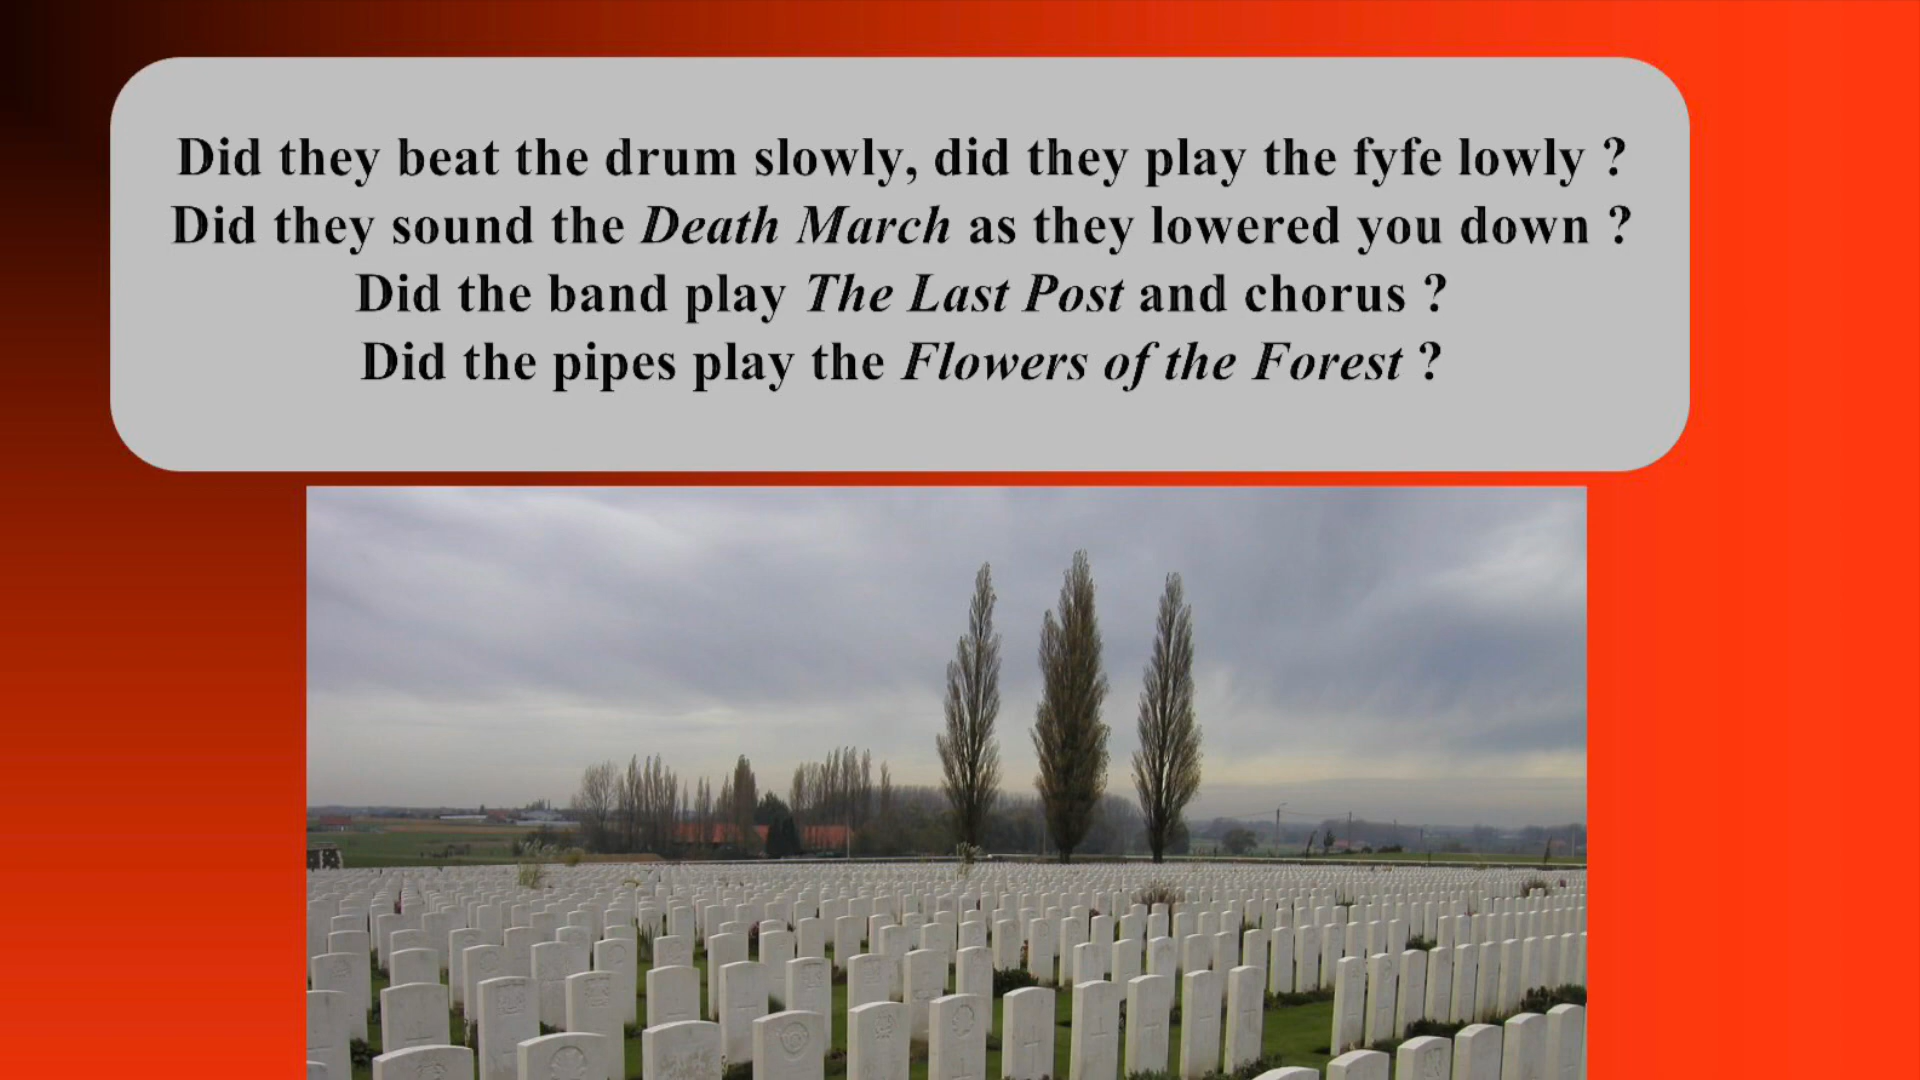 Did they beat the drum slowly, did they play the fyfe lowly ?
Did they sound the Death March as they lowered you down ?
Did the band play The Last Post and chorus ?
Did the pipes play the Flowers of the Forest ?